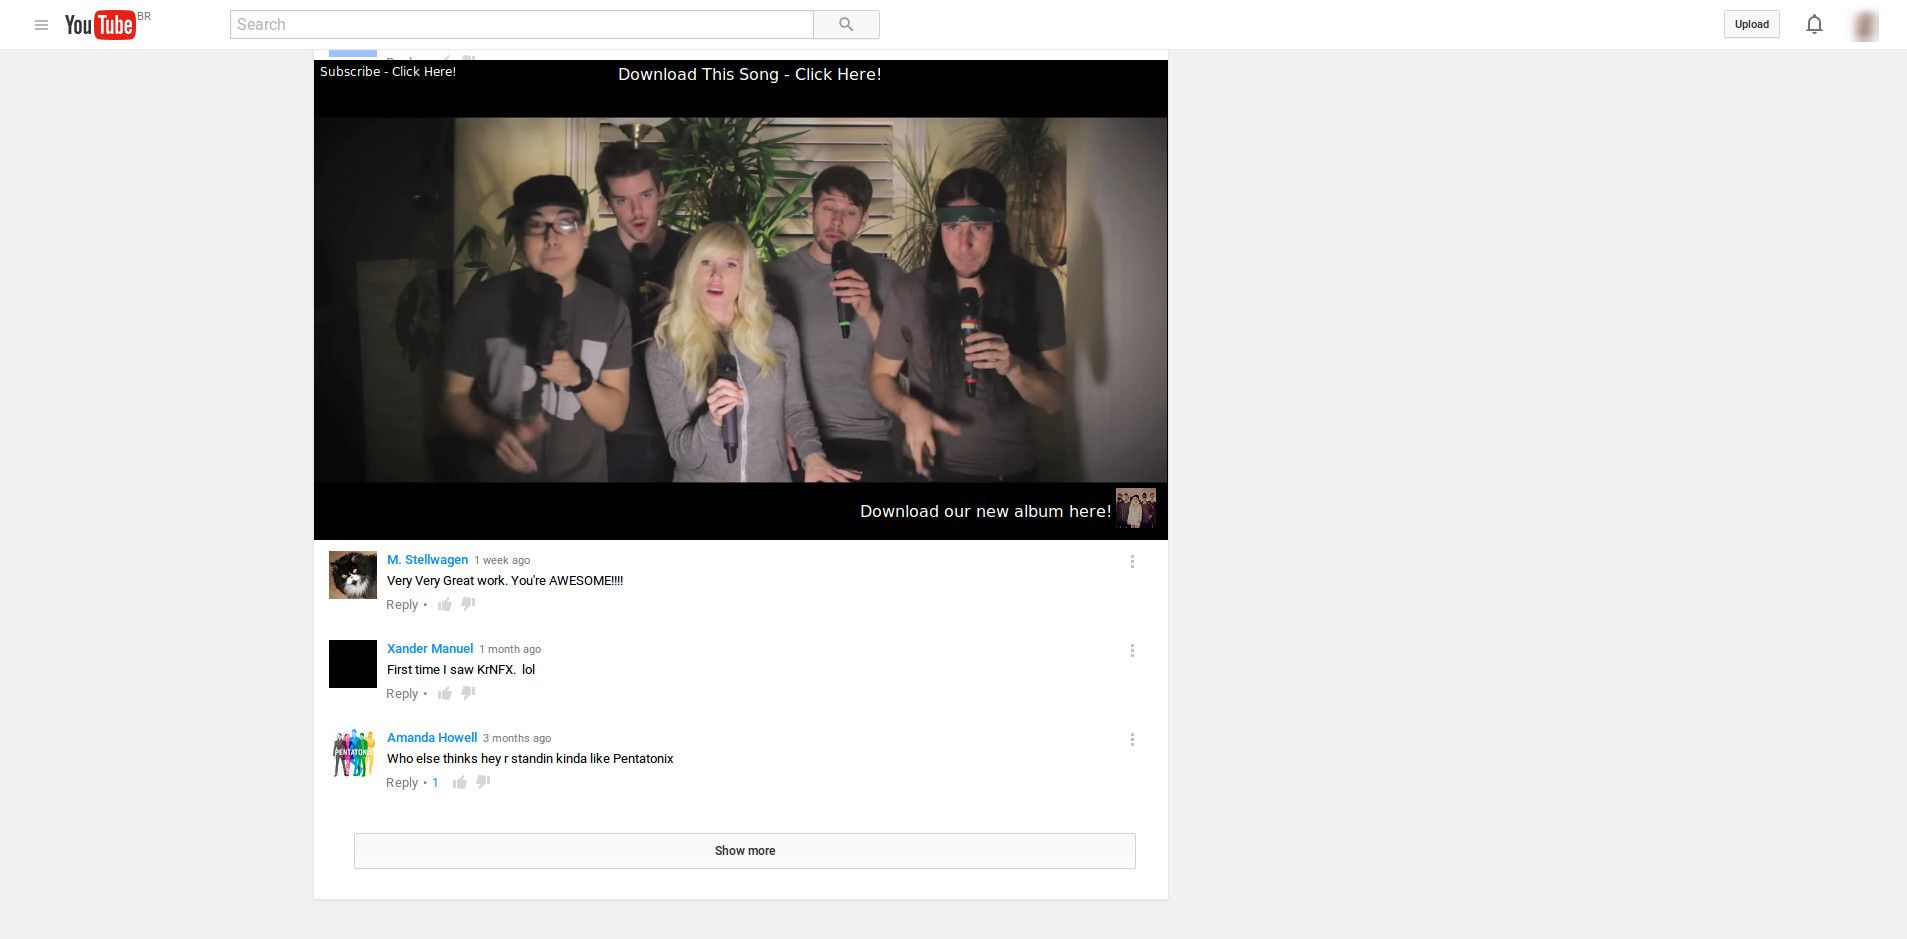 YouTube BR
Search
Upload
Subscribe - Click Here!
Download This Song - Click Here!
Download our new album here!
M. Stellwagen 1 week ago
Very Very Great work. You're AWESOME!!!!
Reply •
Xander Manuel 1 month ago
First time I saw KrNFX.  lol
Reply •
PENTATONIX
Amanda Howell 3 months ago
Who else thinks hey r standin kinda like Pentatonix
Reply • 1
Show more